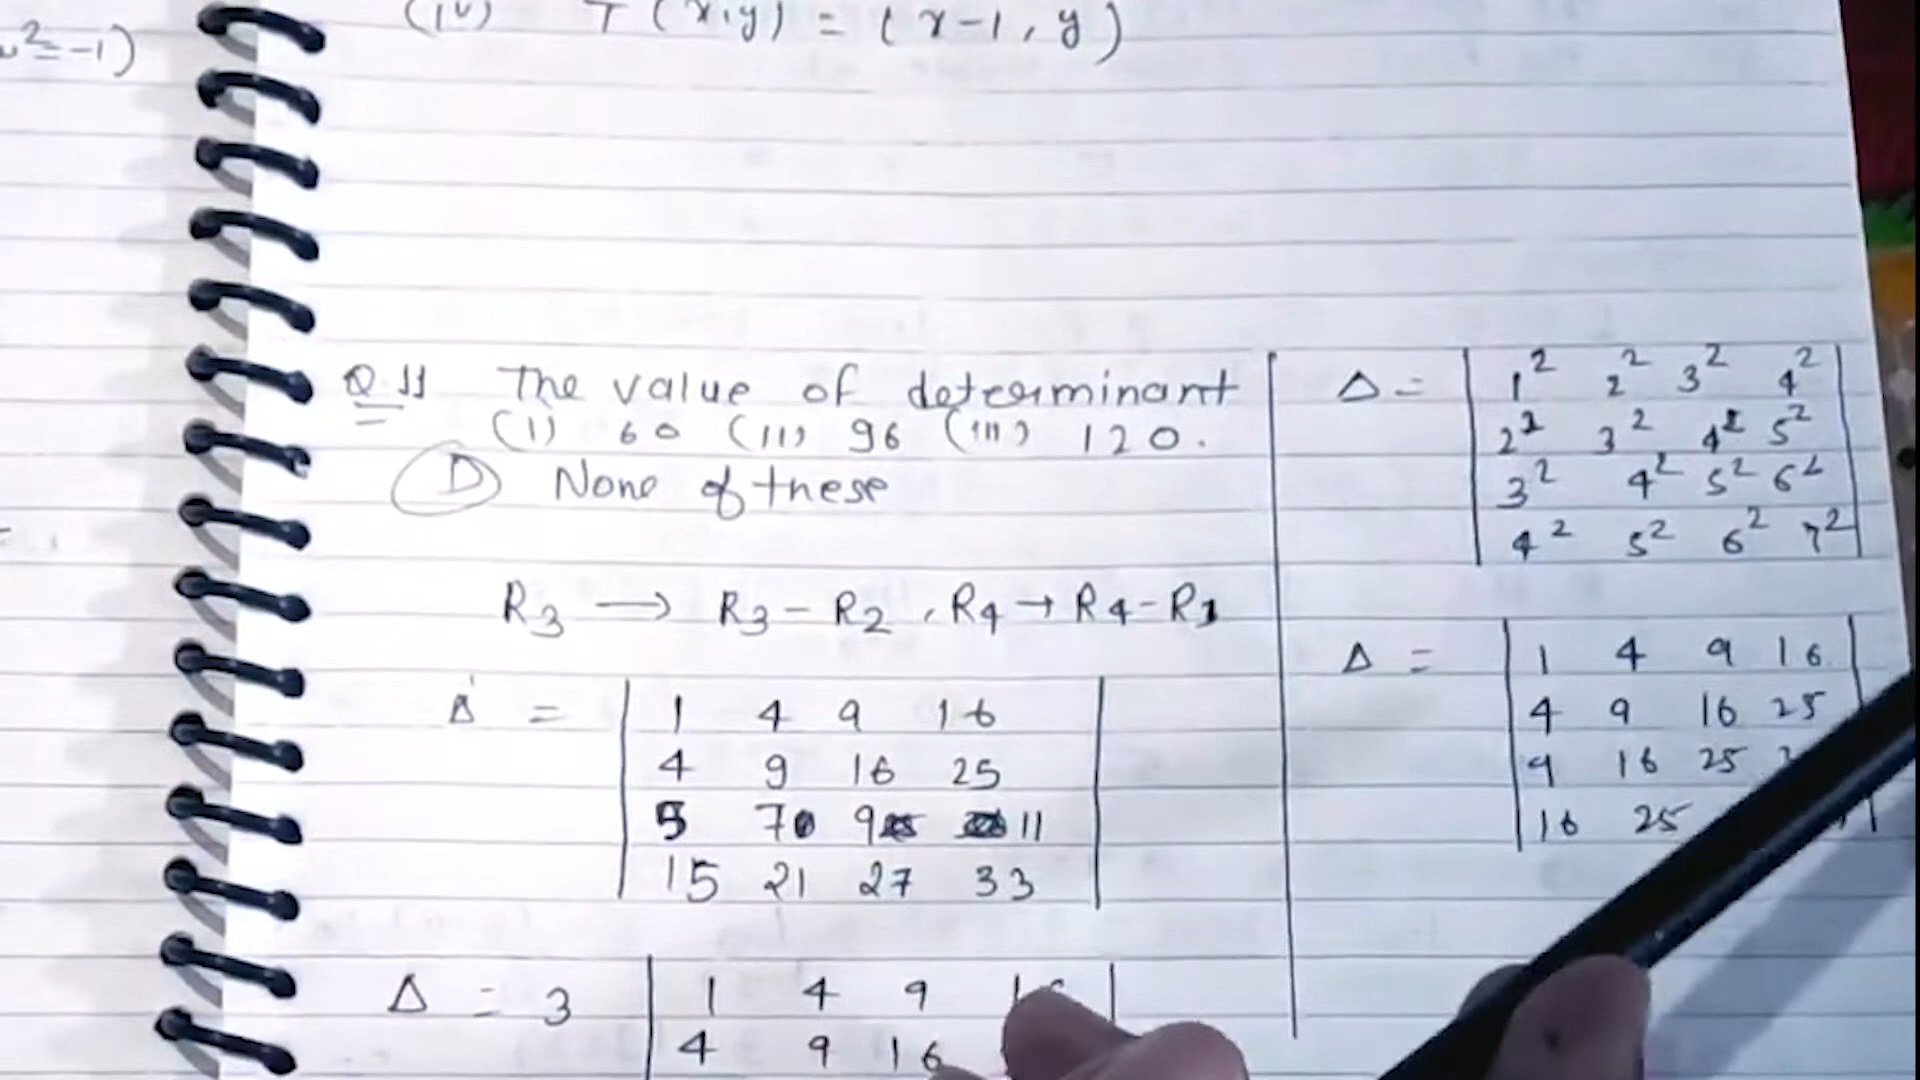 ν²=-1)
(iv) T(x,y) = (x-1, y)
Q.11 The value of determinant
(I) 60 (II) 96 (III) 120.
D) None of these
Δ = | 1² 2² 3² 4² |
| 2² 3² 4² 5² |
| 3² 4² 5² 6² |
| 4² 5² 6² 7² |
R3 → R3-R2, R4 → R4-R1
Δ = | 1 4 9 16 |
| 4 9 16 25 |
| 9 16 25
| 16 25
Δ = | 1 4 9 16 |
| 4 9 16 25 |
| 5 7 9 11 |
| 15 21 27 33 |
Δ = 3 | 1 4 9 |
| 4 9 16